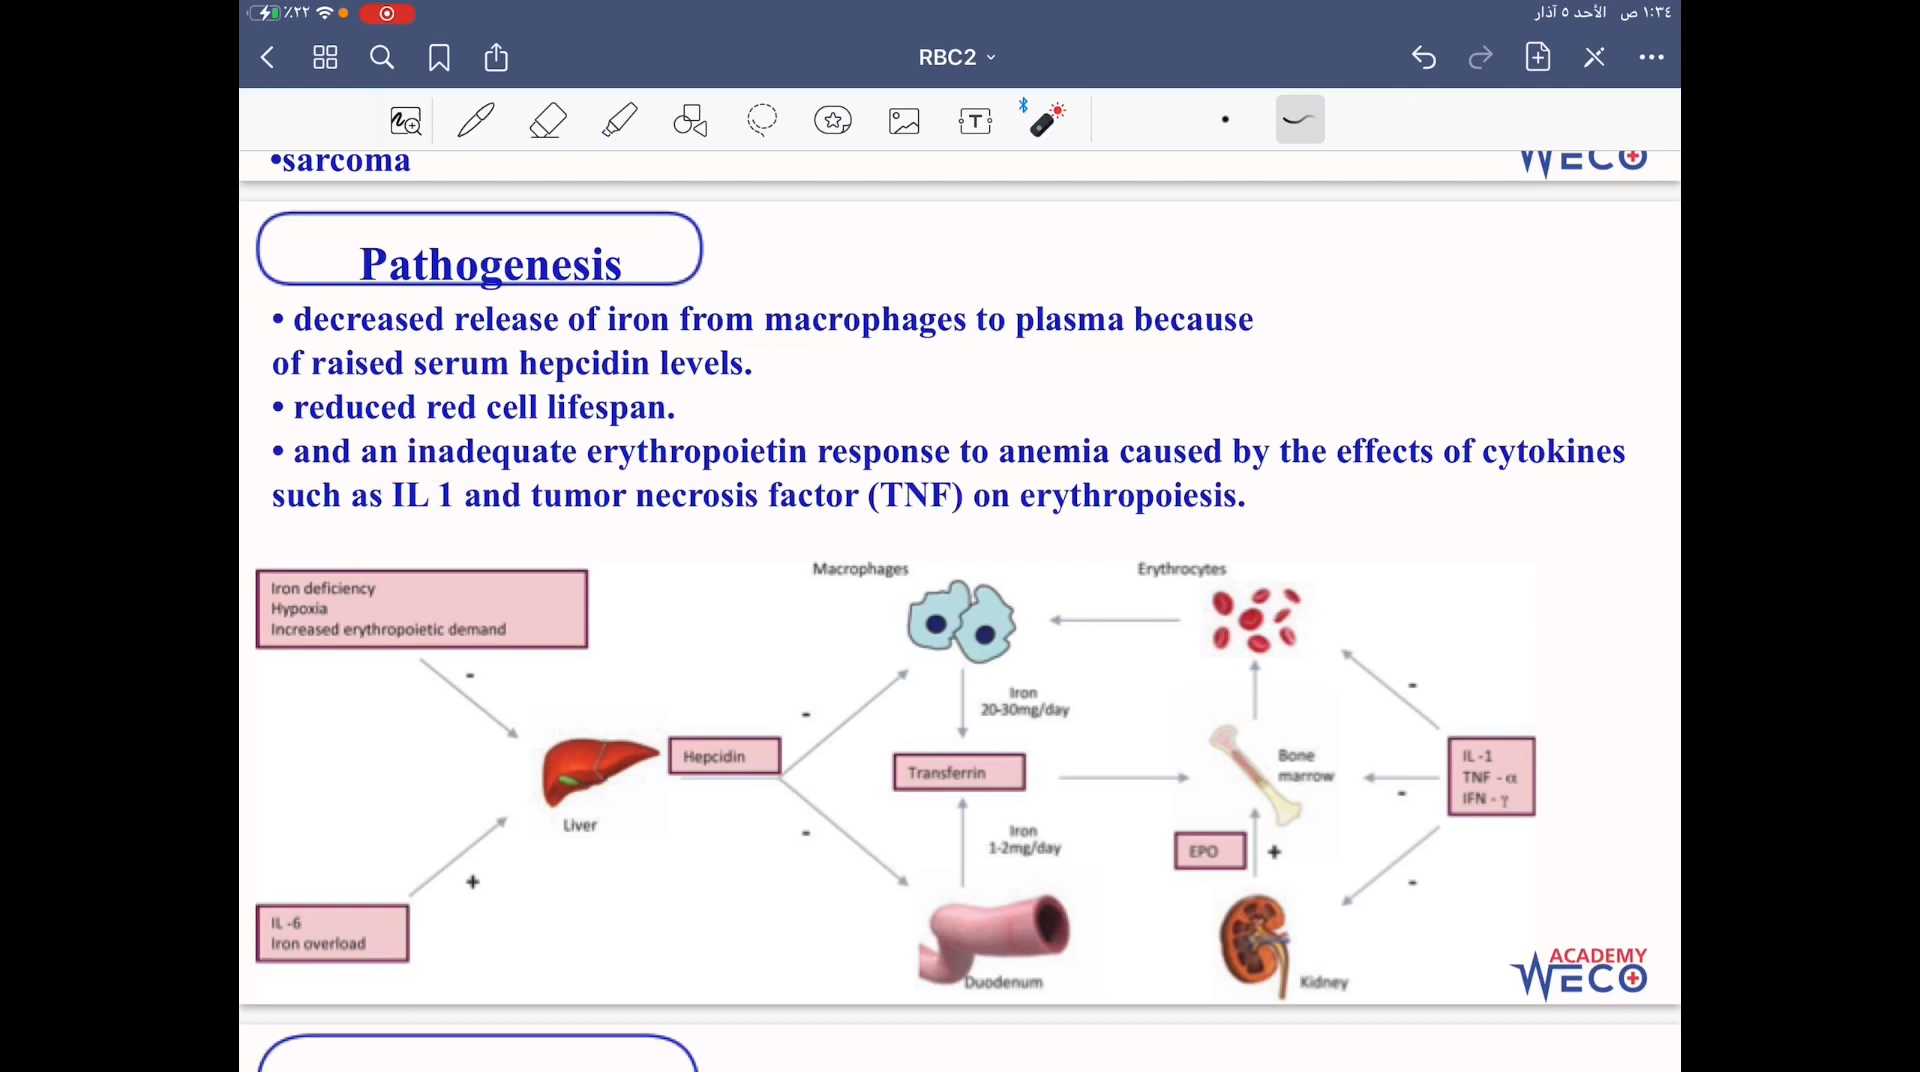 ٪٢٢
١:٣٤ ص الأحد ٥ آذار
RBC2
T
•sarcoma
WECO
Pathogenesis
• decreased release of iron from macrophages to plasma because
of raised serum hepcidin levels.
• reduced red cell lifespan.
• and an inadequate erythropoietin response to anemia caused by the effects of cytokines
such as IL 1 and tumor necrosis factor (TNF) on erythropoiesis.
Macrophages
Erythrocytes
Iron deficiency
Hypoxia
Increased erythropoietic demand
-
-
Iron
20-30mg/day
-
Hepcidin
Transferrin
Bone
marrow
IL -1
TNF - α
IFN - γ
-
Liver
-
Iron
1-2mg/day
EPO
+
+
-
IL -6
Iron overload
Duodenum
Kidney
ACADEMY
WECO